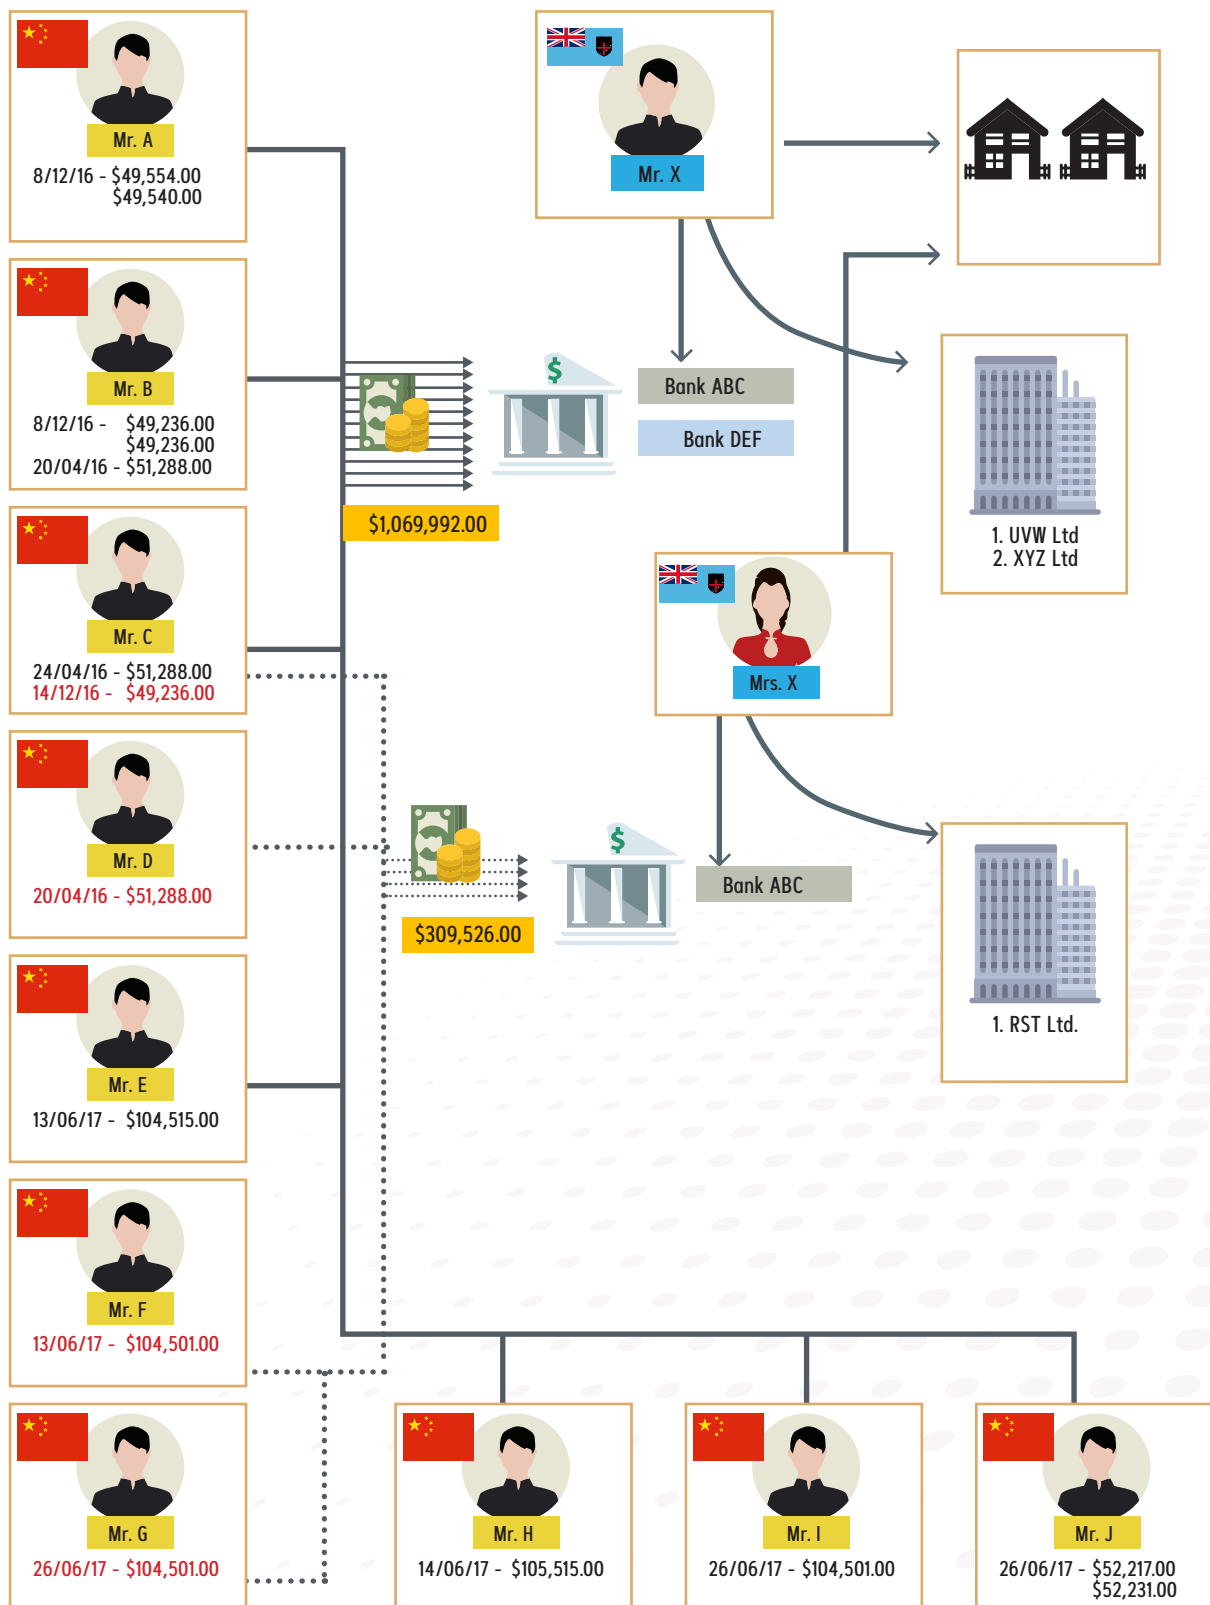 Mr. A
8/12/16 - $49,554.00
$49,540.00
Mr. B
8/12/16 - $49,236.00
$49,236.00
20/04/16 - $51,288.00
Mr. C
24/04/16 - $51,288.00
14/12/16 - $49,236.00
Mr. D
20/04/16 - $51,288.00
Mr. E
13/06/17 - $104,515.00
Mr. F
13/06/17 - $104,501.00
Mr. G
26/06/17 - $104,501.00
Mr. H
14/06/17 - $105,515.00
Mr. I
26/06/17 - $104,501.00
Mr. J
26/06/17 - $52,217.00
$52,231.00
$1,069,992.00
$
Mr. X
Bank ABC
Bank DEF
1. UVW Ltd
2. XYZ Ltd
Mrs. X
$309,526.00
$
Bank ABC
1. RST Ltd.